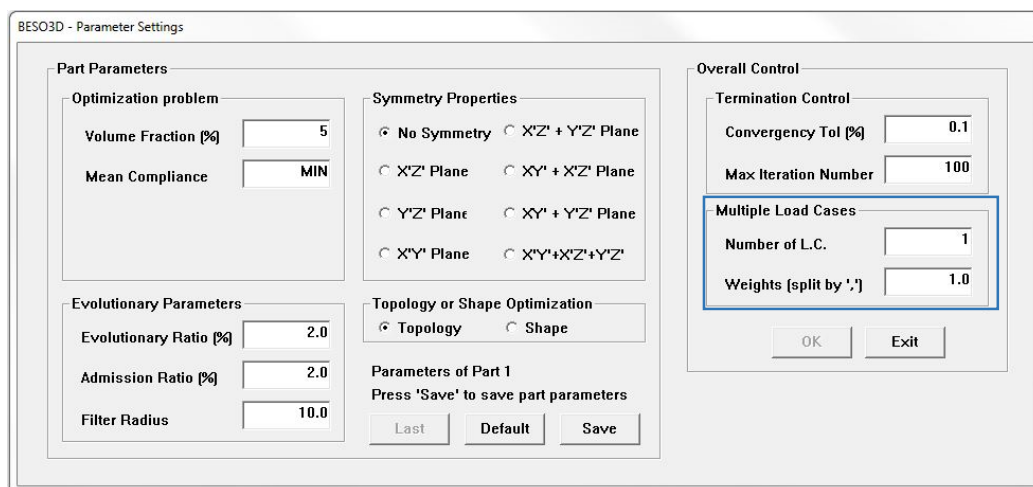 BESO3D - Parameter Settings
Part Parameters
Optimization problem
Volume Fraction (%) 5
Mean Compliance MIN
Symmetry Properties
No Symmetry X'Z' + Y'Z' Plane
X'Z' Plane XY' + X'Z' Plane
Y'Z' Plane XY' + Y'Z' Plane
X'Y' Plane X'Y'+X'Z'+Y'Z'
Evolutionary Parameters
Evolutionary Ratio (%) 2.0
Admission Ratio (%) 2.0
Filter Radius 10.0
Topology or Shape Optimization
Topology Shape
Parameters of Part 1
Press 'Save' to save part parameters
Last Default Save
Overall Control
Termination Control
Convergency Tol (%) 0.1
Max Iteration Number 100
Multiple Load Cases
Number of L.C. 1
Weights (split by ',') 1.0
OK Exit